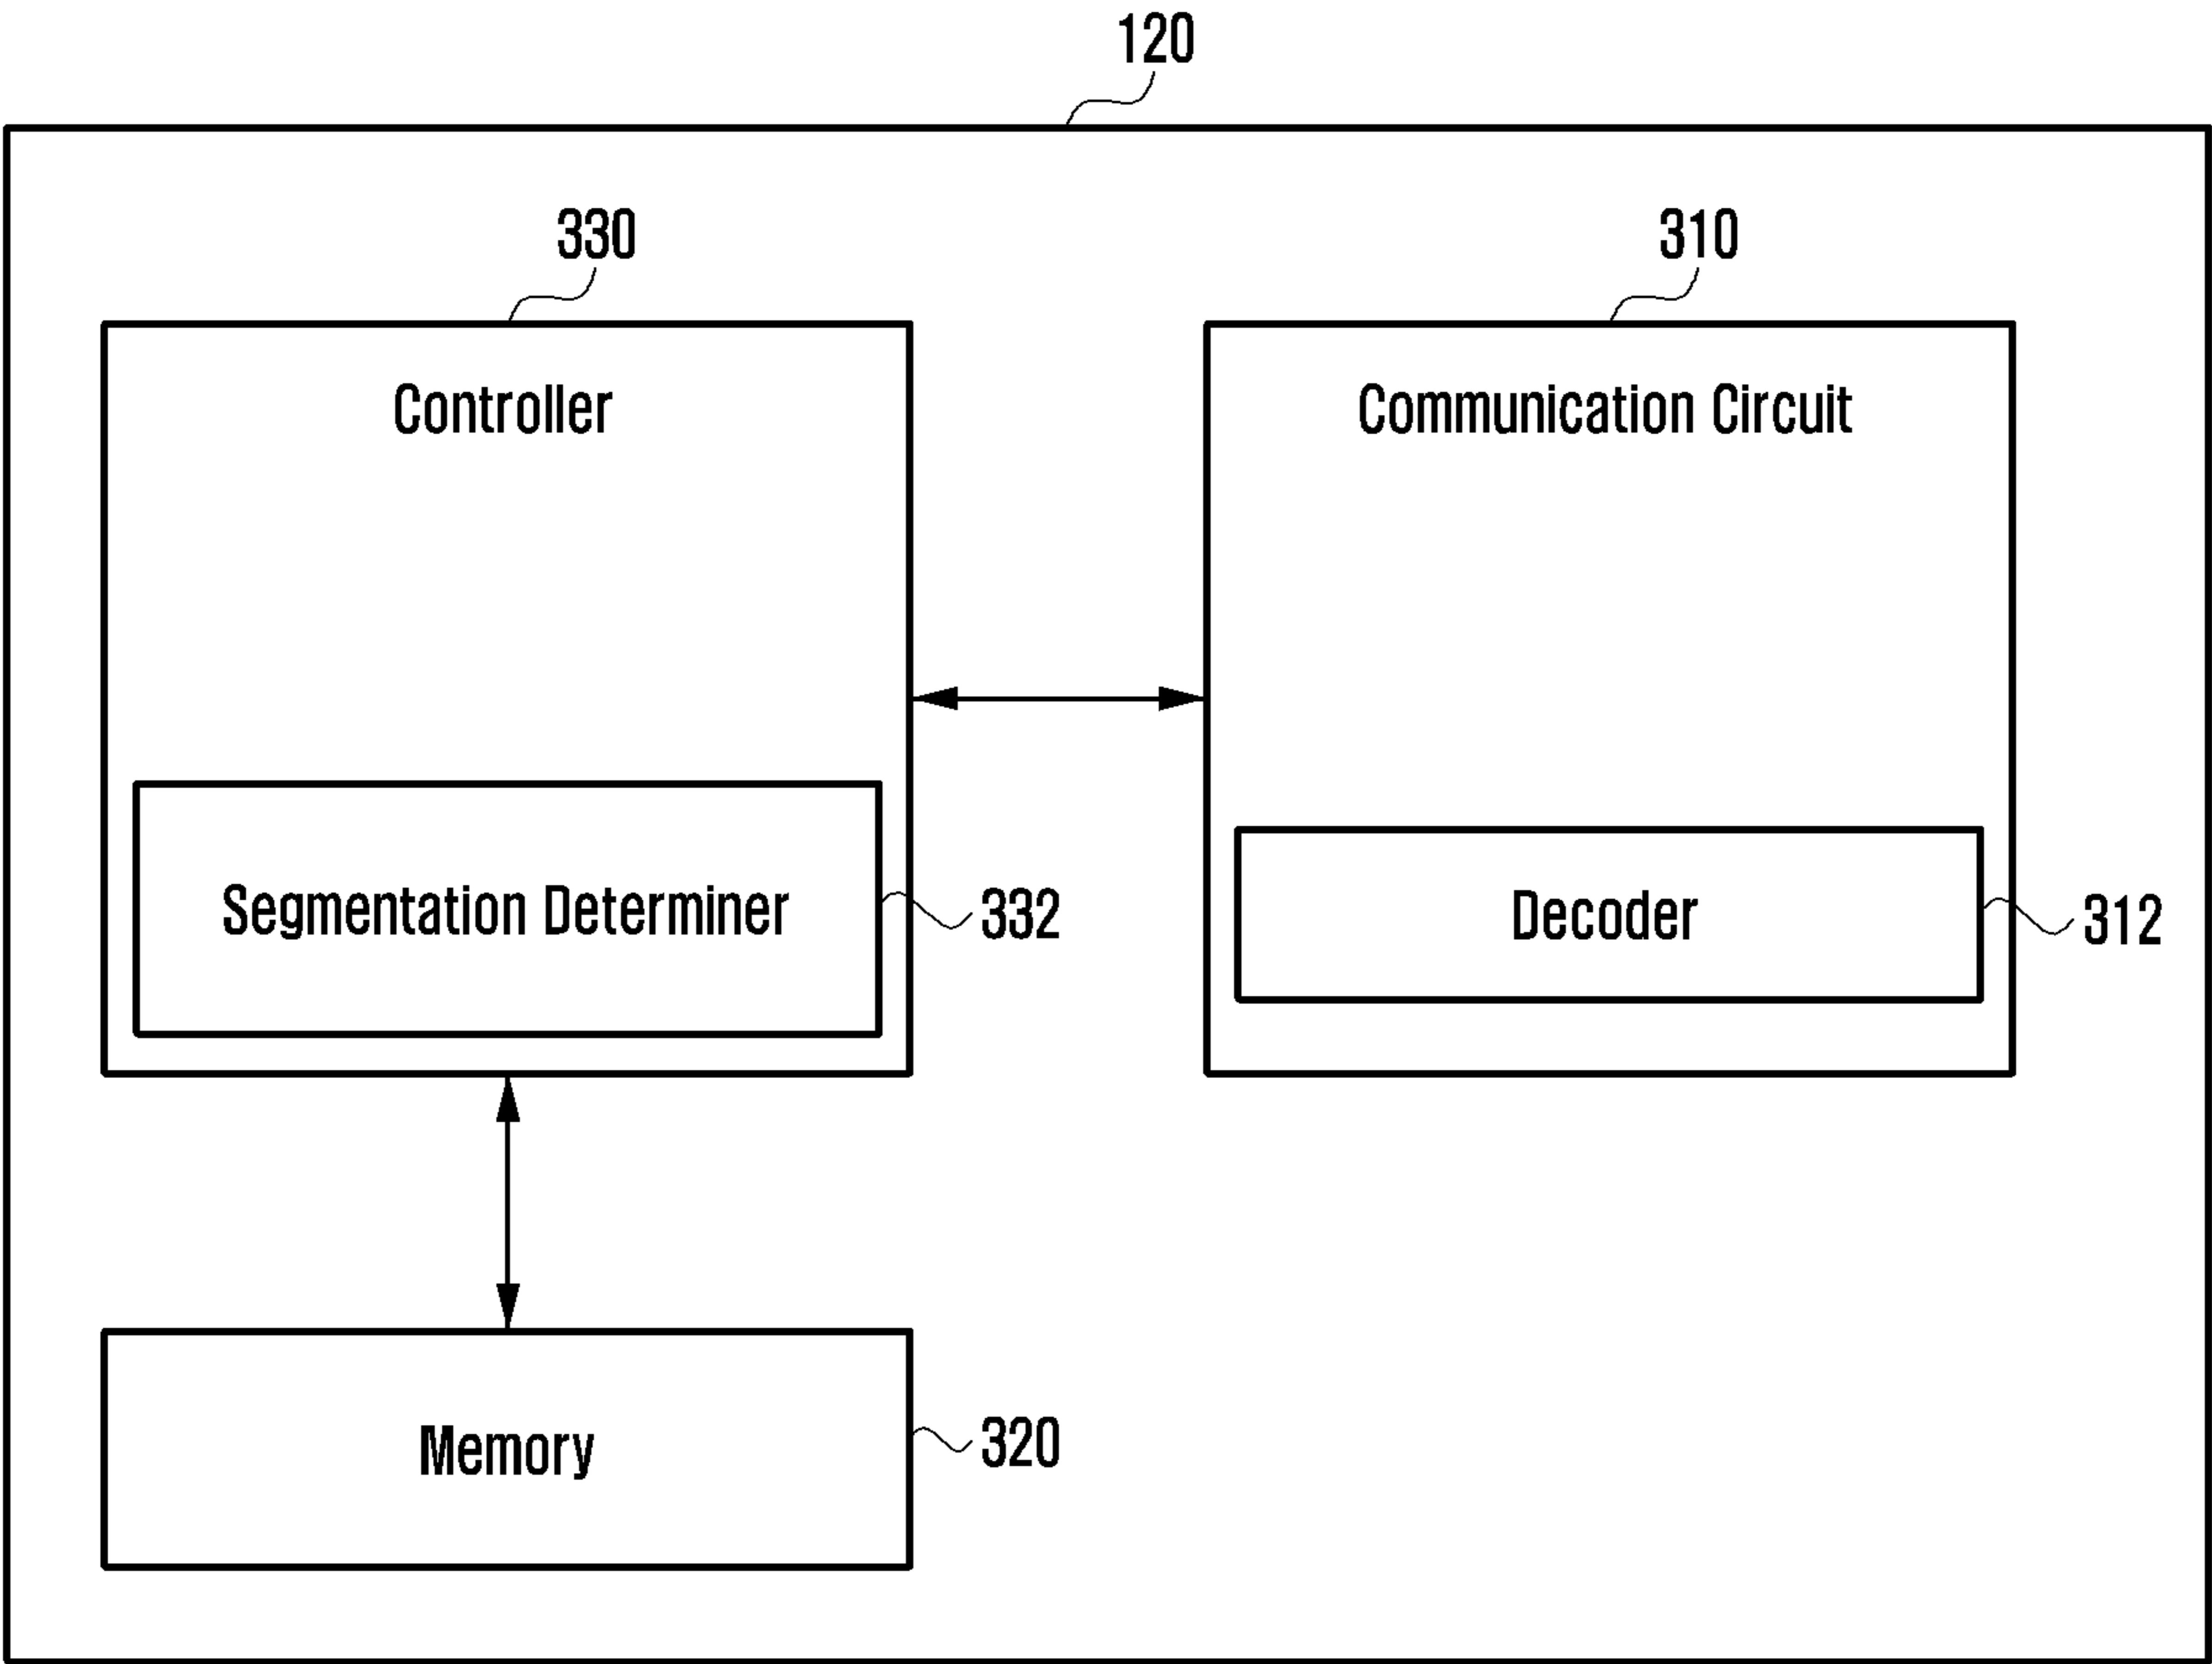 120
330
310
Controller
Communication Circuit
Segmentation Determiner
332
Decoder
312
Memory
320